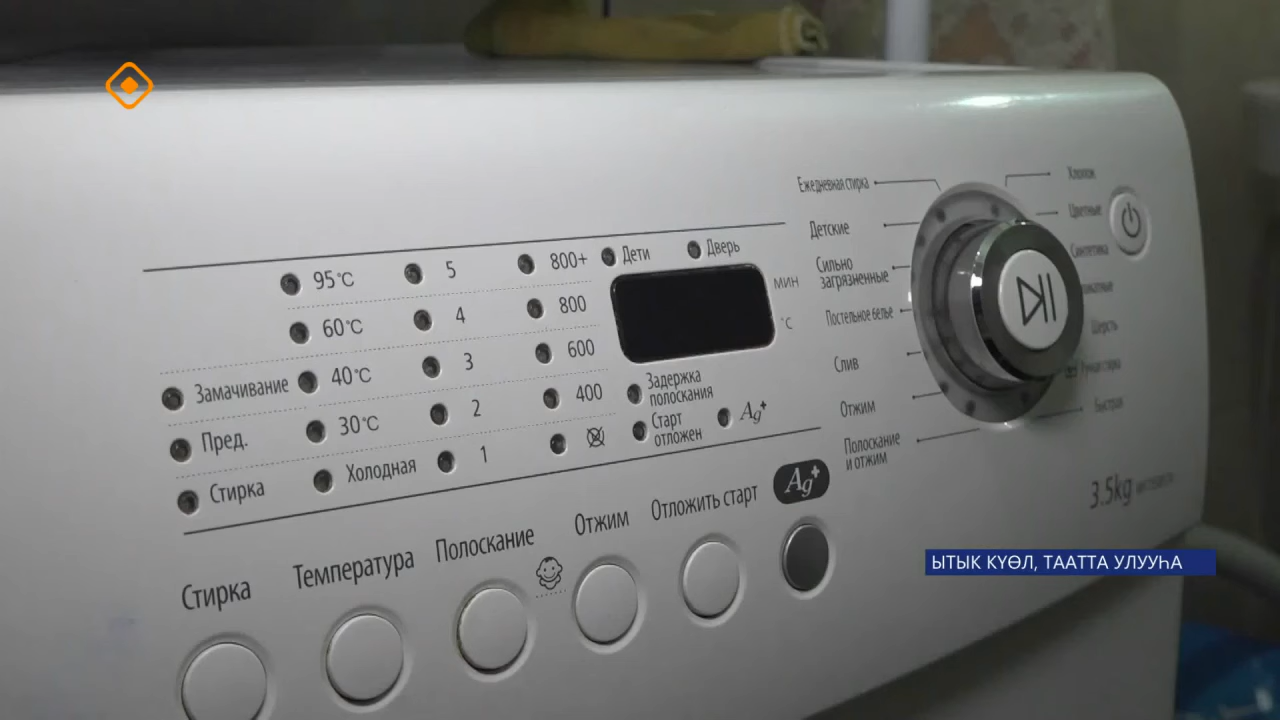 Ежедневная стирка
Хлопок
Детские
Цветные
Сильно
загрязненные
Синтетика
Постельное белье
Шерсть
Слив
Ручная стирка
Отжим
Быстрая
Полоскание
и отжим
3.5kg
95°C
5
800+
Дети
Дверь
60°C
4
800
мин
°C
Замачивание
40°C
3
600
Задержка
полоскания
Пред.
30°C
2
400
Старт
отложен
Ag+
Стирка
Холодная
1
Стирка
Температура
Полоскание
Отжим
Отложить старт
Ag+
ЫТЫК КҮӨЛ, ТААТТА УЛУУҺА